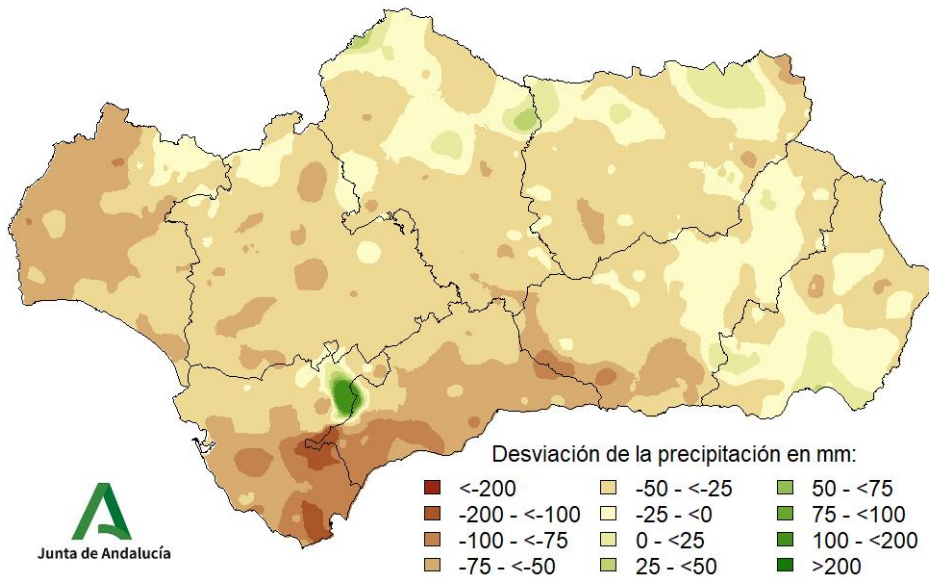 Desviación de la precipitación en mm:
<-200
-200 - <-100
-100 - <-75
-75 - <-50
-50 - <-25
-25 - <0
0 - <25
25 - <50
50 - <75
75 - <100
100 - <200
>200
Junta de Andalucía